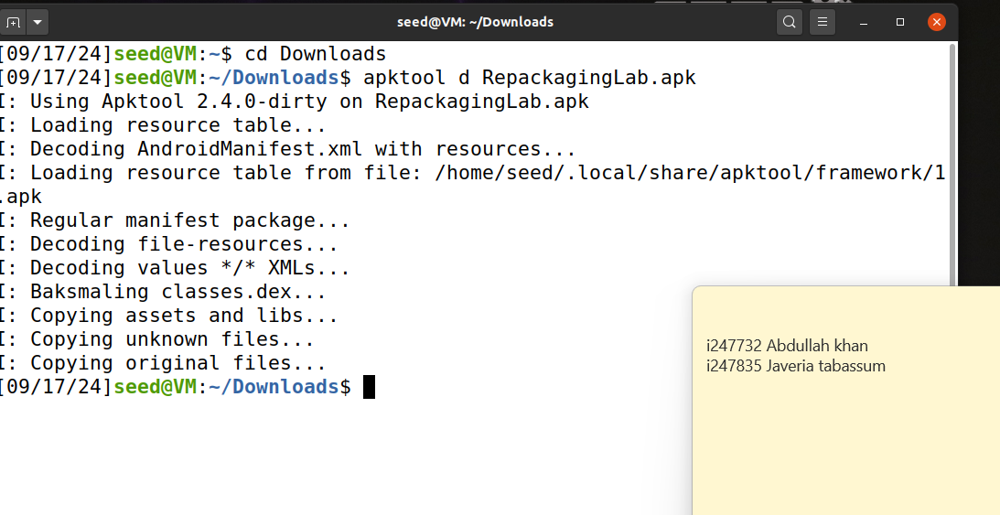 seed@VM: ~/Downloads
[09/17/24]seed@VM:~$ cd Downloads
[09/17/24]seed@VM:~/Downloads$ apktool d RepackagingLab.apk
I: Using Apktool 2.4.0-dirty on RepackagingLab.apk
I: Loading resource table...
I: Decoding AndroidManifest.xml with resources...
I: Loading resource table from file: /home/seed/.local/share/apktool/framework/1
.apk
I: Regular manifest package...
I: Decoding file-resources...
I: Decoding values */* XMLs...
I: Baksmaling classes.dex...
I: Copying assets and libs...
I: Copying unknown files...
I: Copying original files...
[09/17/24]seed@VM:~/Downloads$
i247732 Abdullah khan
i247835 Javeria tabassum